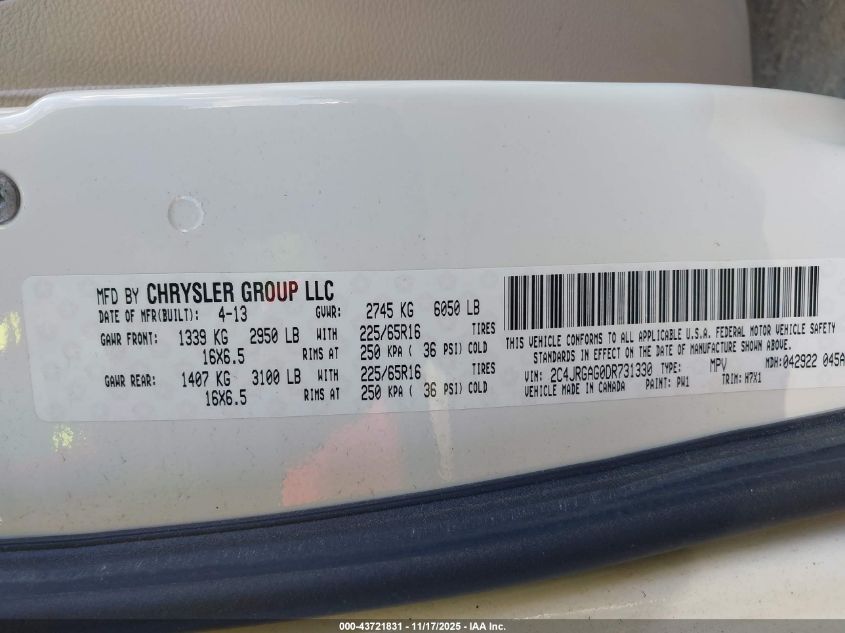 MFD BY CHRYSLER GROUP LLC
DATE OF MFR(BUILT): 4-13 GVWR: 2745 KG 6050 LB
GAWR FRONT: 1339 KG 2950 LB WITH 225/65R16 TIRES
16X6.5 RIMS AT 250 KPA ( 36 PSI) COLD
GAWR REAR: 1407 KG 3100 LB WITH 225/65R16 TIRES
16X6.5 RIMS AT 250 KPA ( 36 PSI) COLD
THIS VEHICLE CONFORMS TO ALL APPLICABLE U.S.A. FEDERAL MOTOR VEHICLE SAFETY
STANDARDS IN EFFECT ON THE DATE OF MANUFACTURE SHOWN ABOVE.
VIN: 2C4JRGAG0DR731330 TYPE: MPV MDH: 042922 045A
VEHICLE MADE IN CANADA PAINT: PW1 TRIM: H7X1
000-43721831 - 11/17/2025 - IAA Inc.